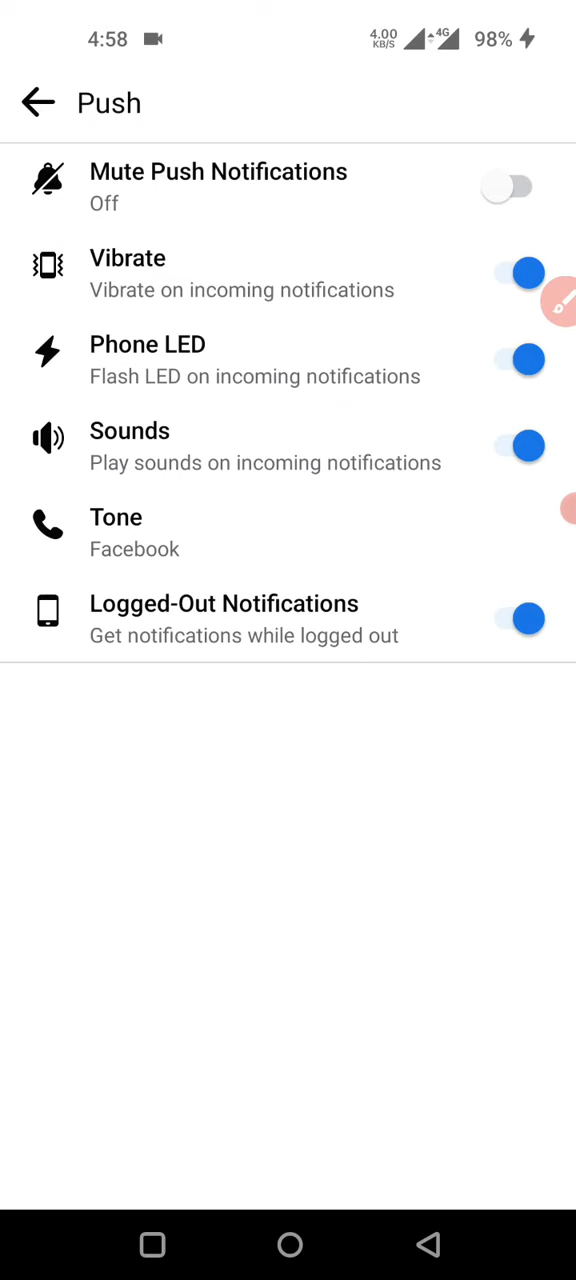 4:58
4.00 KB/S 4G 98%
Push
Mute Push Notifications
Off
Vibrate
Vibrate on incoming notifications
Phone LED
Flash LED on incoming notifications
Sounds
Play sounds on incoming notifications
Tone
Facebook
Logged-Out Notifications
Get notifications while logged out